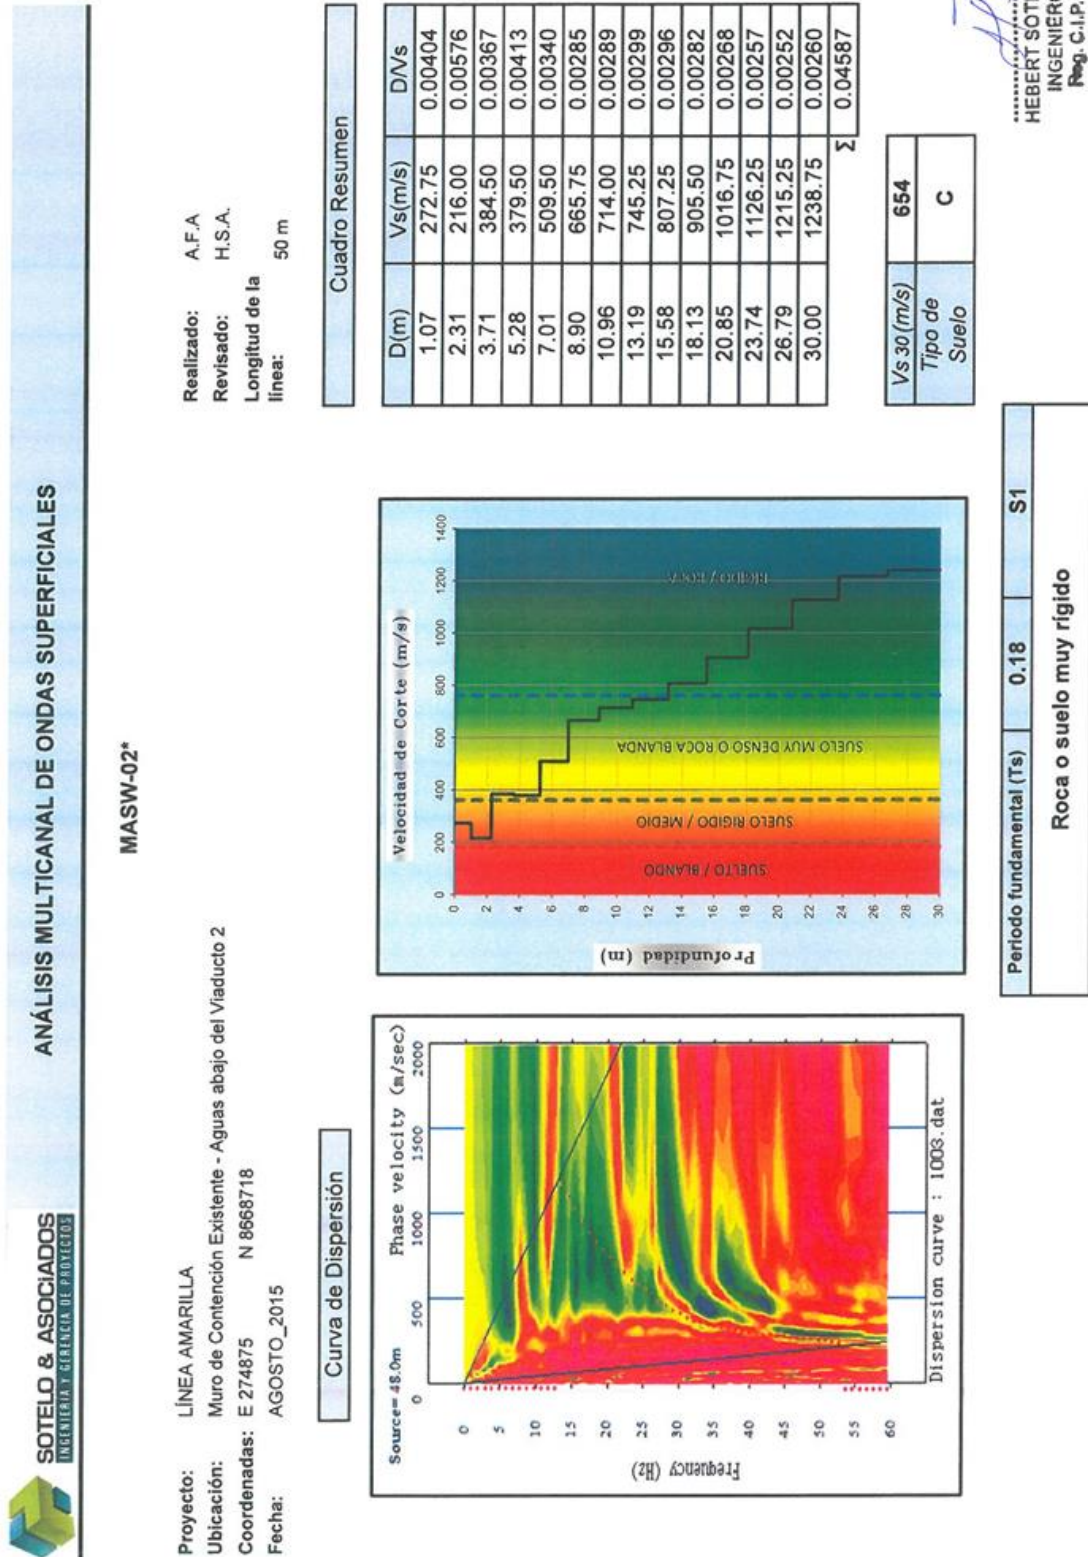 SOTELO & ASOCIADOS
INGENIERIA Y GERENCIA DE PROYECTOS
ANÁLISIS MULTICANAL DE ONDAS SUPERFICIALES
MASW-02*
Proyecto: LÍNEA AMARILLA
Ubicación: Muro de Contención Existente - Aguas abajo del Viaducto 2
Coordenadas: E 274875 N 8668718
Fecha: AGOSTO_2015
Realizado: A.F.A
Revisado: H.S.A.
Longitud de la
línea: 50 m
Curva de Dispersión
Source= 48.0m Phase velocity (m/sec)
0 500 1000 1500 2000
Frequency (Hz)
0
5
10
15
20
25
30
35
40
45
50
55
60
Dispersion curve : 1003.dat
Velocidad de Corte (m/s)
0 200 400 600 800 1000 1200 1400
Profundidad (m)
0
2
4
6
8
10
12
14
16
18
20
22
24
26
28
30
SUELTO / BLANDO
SUELO RIGIDO / MEDIO
SUELO MUY DENSO O ROCA BLANDA
RIGIDO / ROCA
Cuadro Resumen
D(m) Vs(m/s) D/Vs
1.07 272.75 0.00404
2.31 216.00 0.00576
3.71 384.50 0.00367
5.28 379.50 0.00413
7.01 509.50 0.00340
8.90 665.75 0.00285
10.96 714.00 0.00289
13.19 745.25 0.00299
15.58 807.25 0.00296
18.13 905.50 0.00282
20.85 1016.75 0.00268
23.74 1126.25 0.00257
26.79 1215.25 0.00252
30.00 1238.75 0.00260
Σ 0.04587
Vs 30 (m/s) 654
Tipo de
Suelo C
Periodo fundamental (Ts) 0.18 S1
Roca o suelo muy rígido
HEBERT SOTE
INGENIERO
Reg. C.I.P.